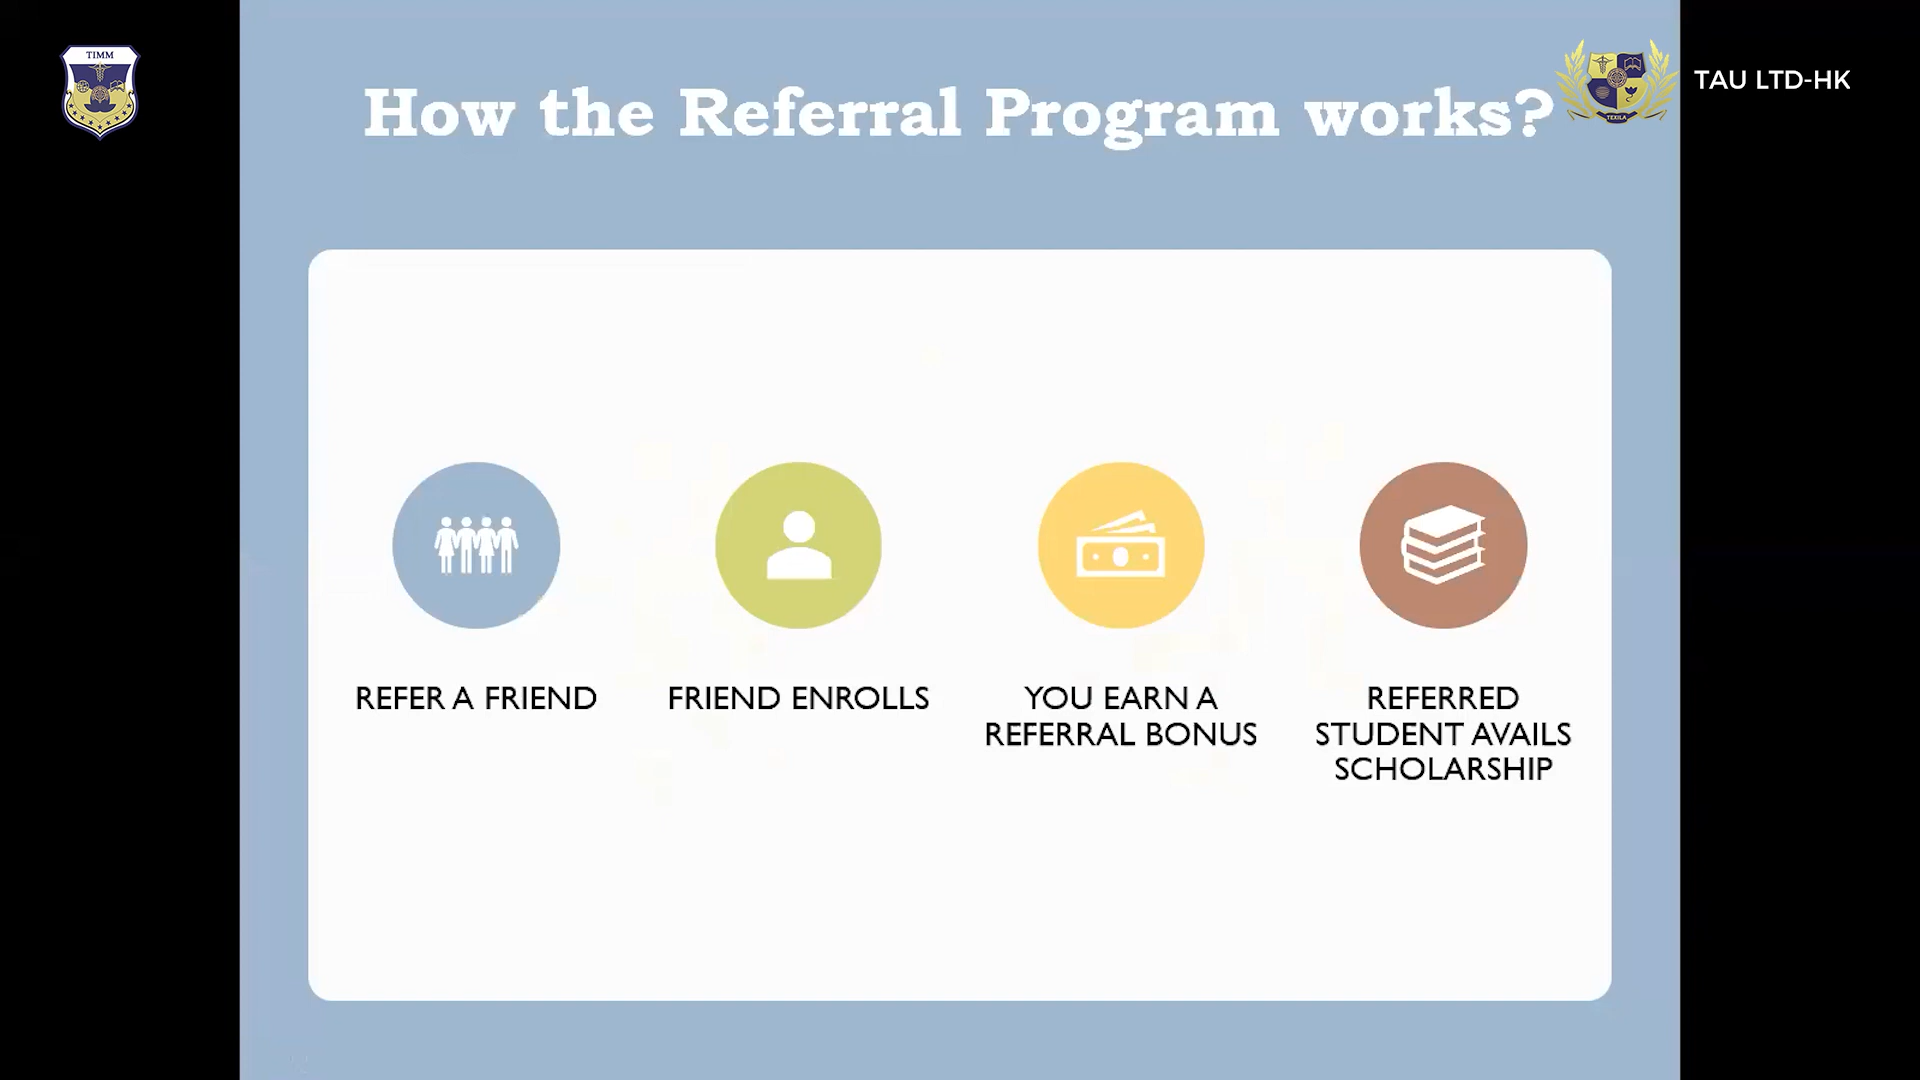 TIMM
How the Referral Program works?
TEXILA
TAU LTD-HK
REFER A FRIEND
FRIEND ENROLLS
YOU EARN A
REFERRAL BONUS
REFERRED
STUDENT AVAILS
SCHOLARSHIP